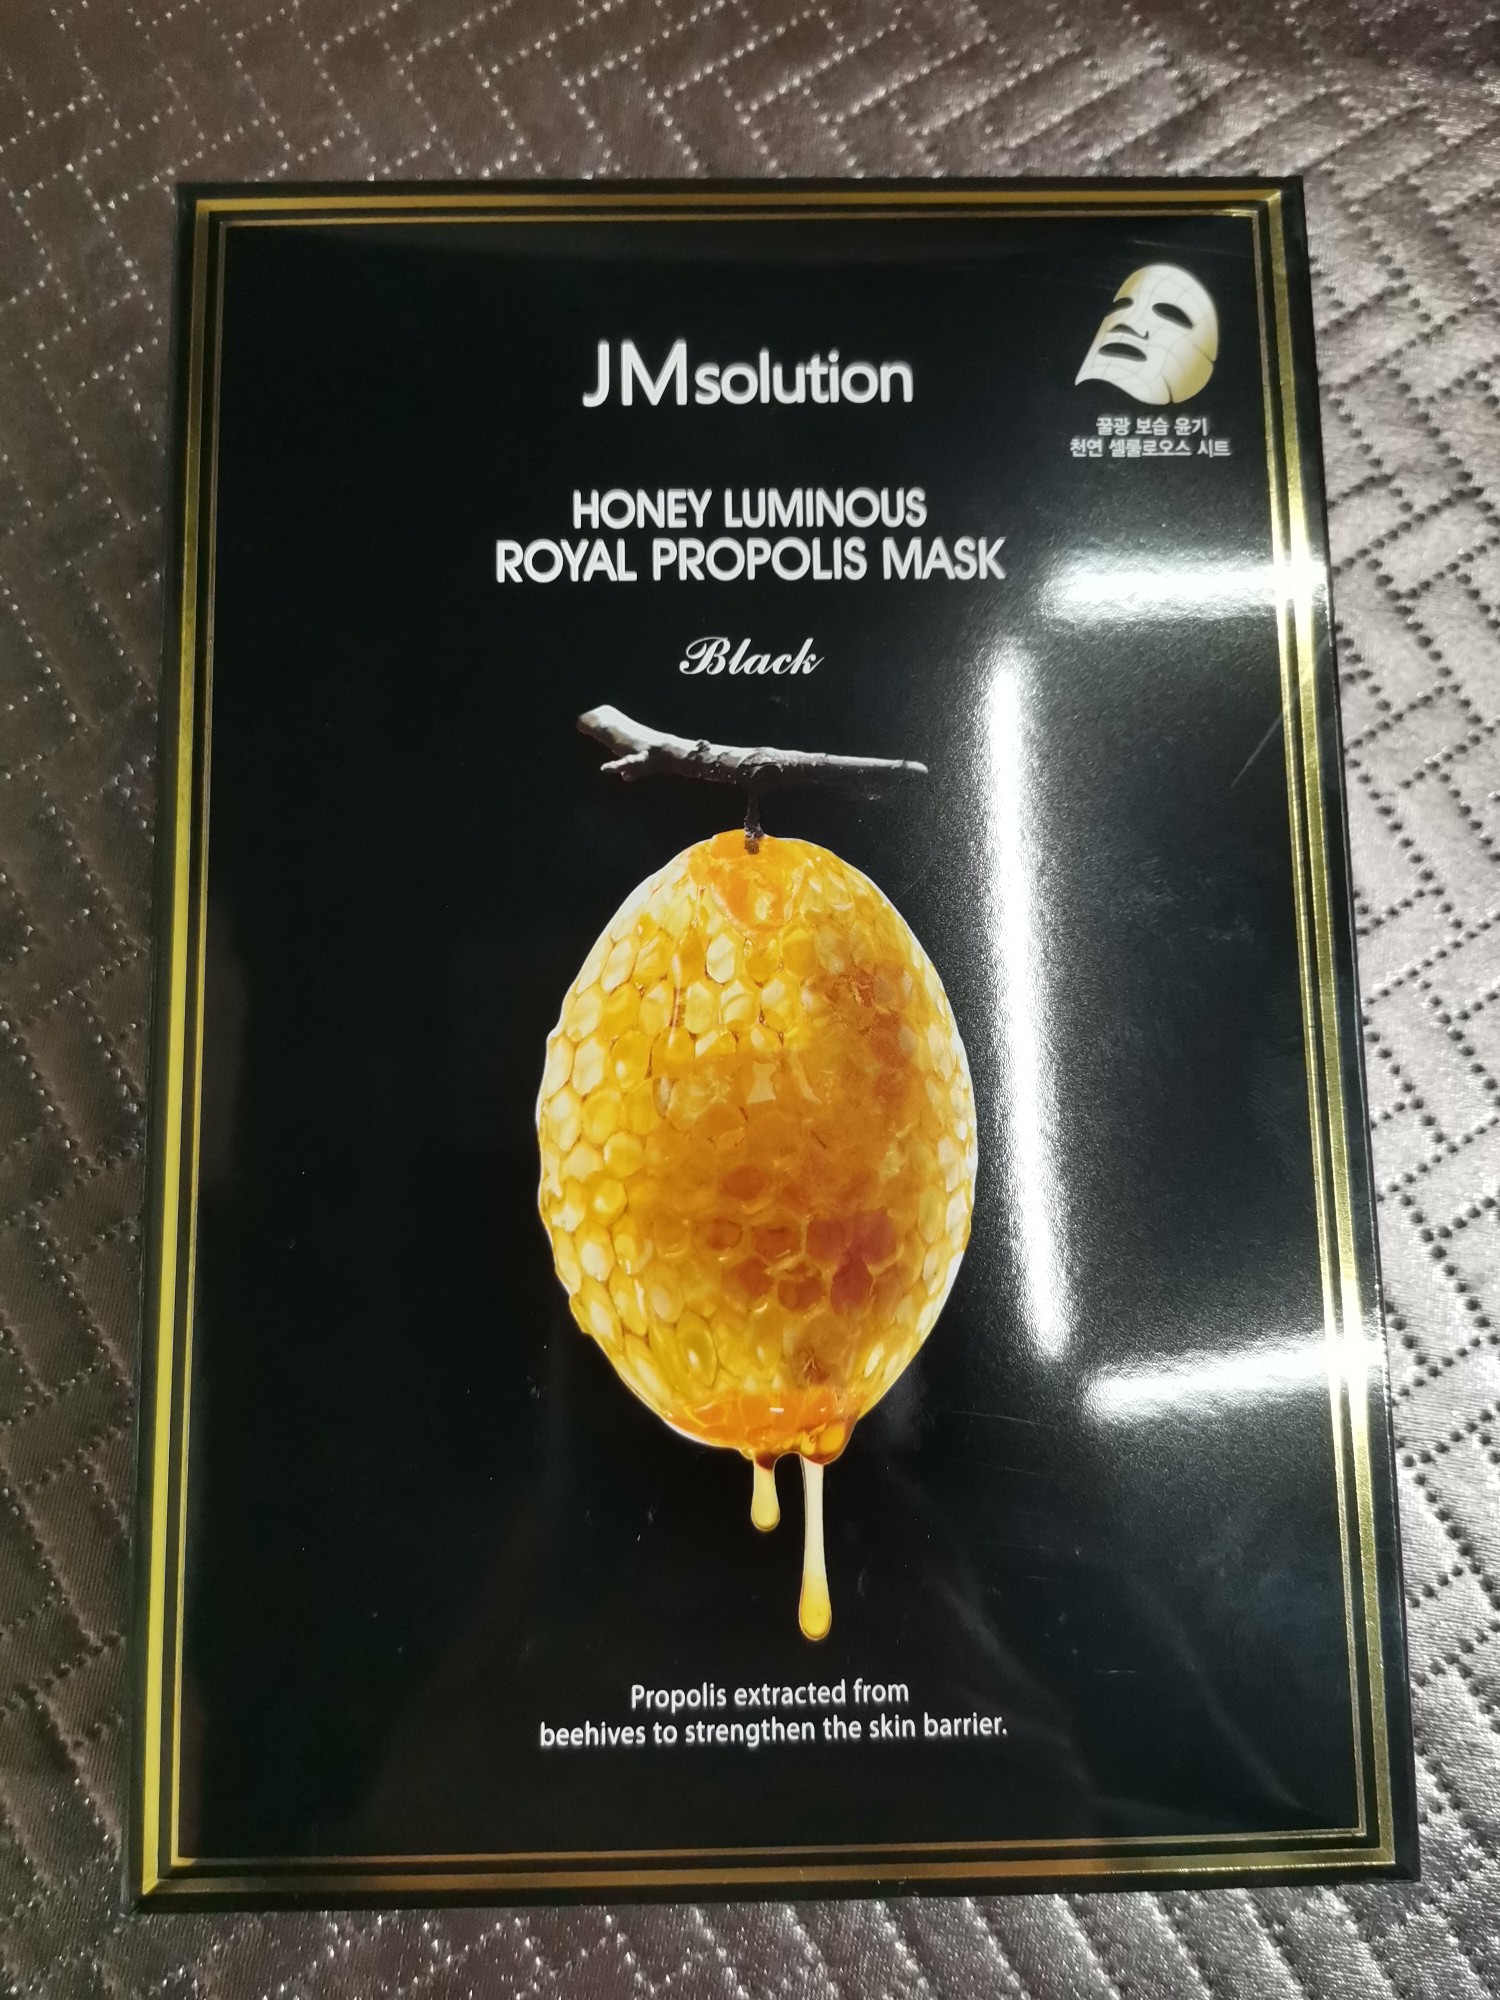 JMsolution
꿀광 보습 윤기
천연 셀룰로오스 시트
HONEY LUMINOUS
ROYAL PROPOLIS MASK
Black
Propolis extracted from
beehives to strengthen the skin barrier.